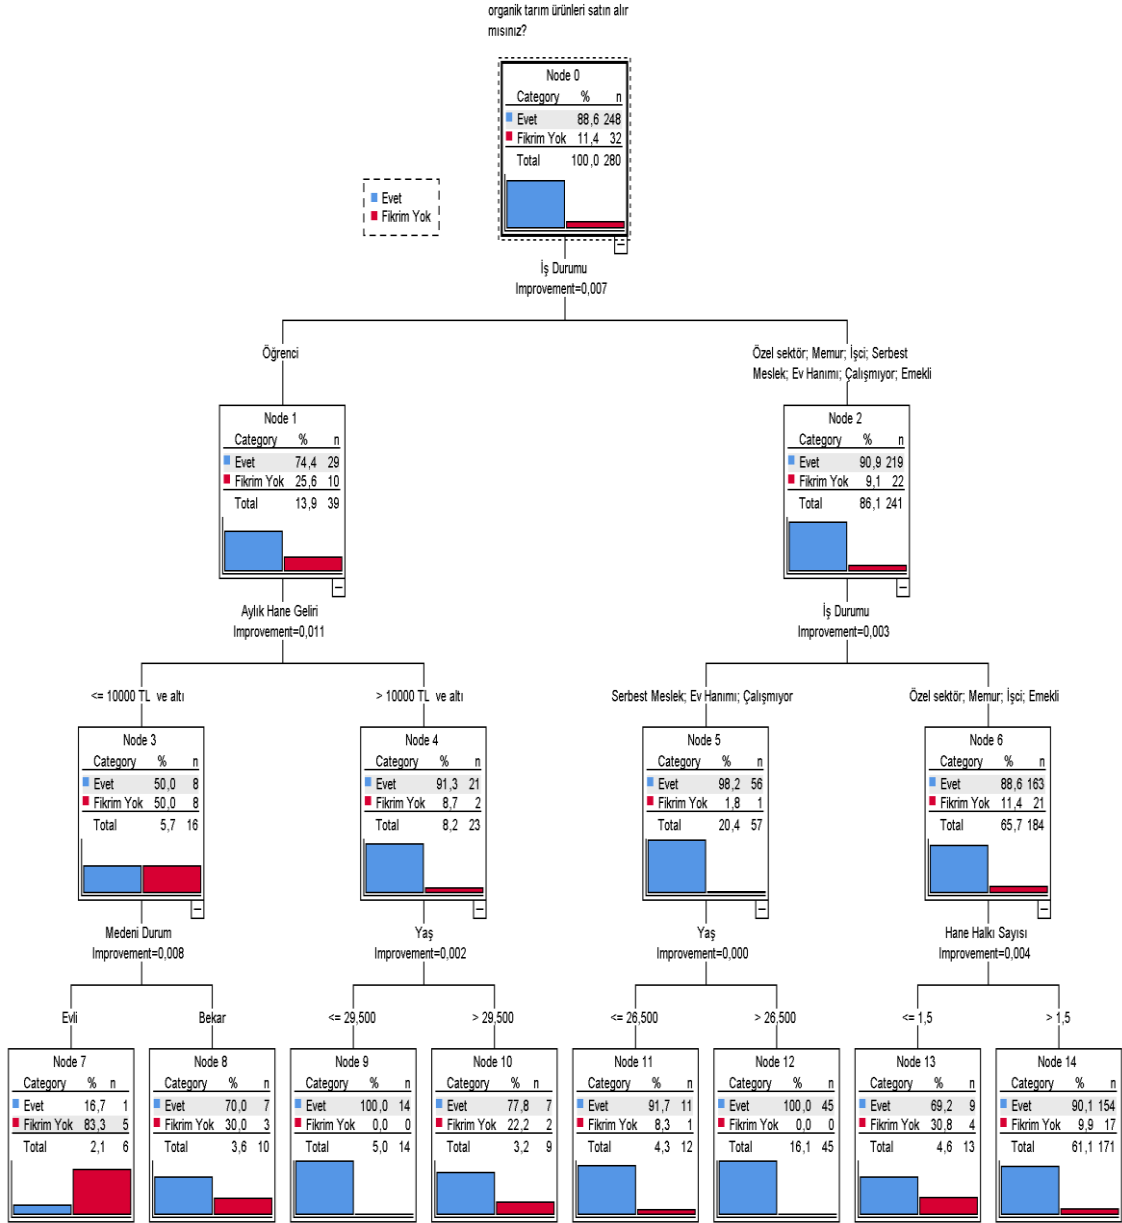 organik tarım ürünleri satın alır
mısınız?
Node 0
Category % n
Evet 88,6 248
Fikrim Yok 11,4 32
Total 100,0 280
Evet
Fikrim Yok
İş Durumu
Improvement=0,007
Öğrenci
Özel sektör; Memur; İşçi; Serbest
Meslek; Ev Hanımı; Çalışmıyor; Emekli
Node 1
Category % n
Evet 74,4 29
Fikrim Yok 25,6 10
Total 13,9 39
Node 2
Category % n
Evet 90,9 219
Fikrim Yok 9,1 22
Total 86,1 241
Aylık Hane Geliri
Improvement=0,011
İş Durumu
Improvement=0,003
<= 10000 TL ve altı
> 10000 TL ve altı
Serbest Meslek; Ev Hanımı; Çalışmıyor
Özel sektör; Memur; İşçi; Emekli
Node 3
Category % n
Evet 50,0 8
Fikrim Yok 50,0 8
Total 5,7 16
Node 4
Category % n
Evet 91,3 21
Fikrim Yok 8,7 2
Total 8,2 23
Node 5
Category % n
Evet 98,2 56
Fikrim Yok 1,8 1
Total 20,4 57
Node 6
Category % n
Evet 88,6 163
Fikrim Yok 11,4 21
Total 65,7 184
Medeni Durum
Improvement=0,008
Yaş
Improvement=0,002
Yaş
Improvement=0,000
Hane Halkı Sayısı
Improvement=0,004
Evli
Bekar
<= 29,500
> 29,500
<= 26,500
> 26,500
<= 1,5
> 1,5
Node 7
Category % n
Evet 16,7 1
Fikrim Yok 83,3 5
Total 2,1 6
Node 8
Category % n
Evet 70,0 7
Fikrim Yok 30,0 3
Total 3,6 10
Node 9
Category % n
Evet 100,0 14
Fikrim Yok 0,0 0
Total 5,0 14
Node 10
Category % n
Evet 77,8 7
Fikrim Yok 22,2 2
Total 3,2 9
Node 11
Category % n
Evet 91,7 11
Fikrim Yok 8,3 1
Total 4,3 12
Node 12
Category % n
Evet 100,0 45
Fikrim Yok 0,0 0
Total 16,1 45
Node 13
Category % n
Evet 69,2 9
Fikrim Yok 30,8 4
Total 4,6 13
Node 14
Category % n
Evet 90,1 154
Fikrim Yok 9,9 17
Total 61,1 171